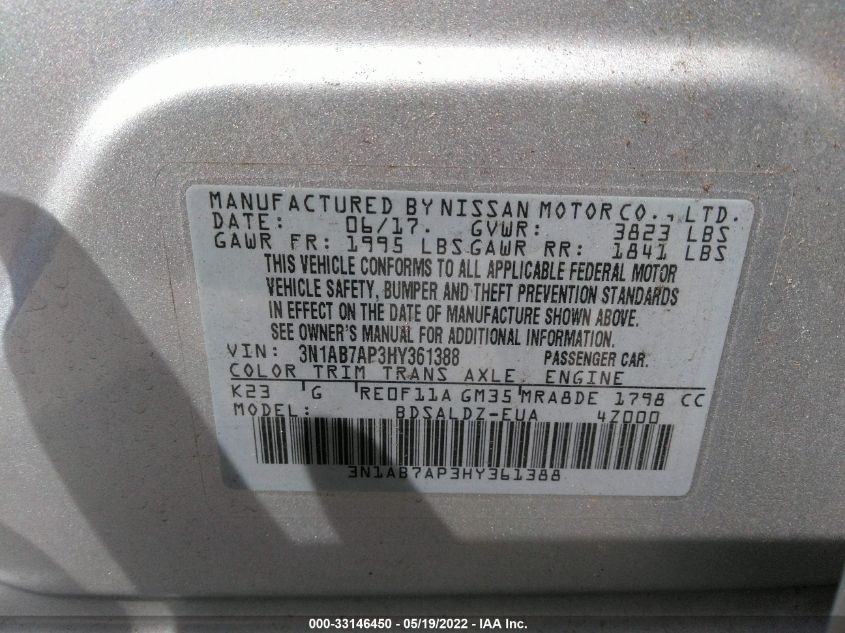 MANUFACTURED BY NISSAN MOTOR CO., LTD.
DATE: 06/17. GVWR: 3823 LBS
GAWR FR: 1995 LBS GAWR RR: 1841 LBS
THIS VEHICLE CONFORMS TO ALL APPLICABLE FEDERAL MOTOR
VEHICLE SAFETY, BUMPER AND THEFT PREVENTION STANDARDS
IN EFFECT ON THE DATE OF MANUFACTURE SHOWN ABOVE.
SEE OWNER'S MANUAL FOR ADDITIONAL INFORMATION.
VIN: 3N1AB7AP3HY361388 PASSENGER CAR.
COLOR TRIM TRANS AXLE. ENGINE
K23 G RE0F11A GM35 MRA8DE 1798 CC
MODEL: BDSALDZ-EUA 4Z000
3N1AB7AP3HY361388
000-33146450 - 05/19/2022 - IAA Inc.